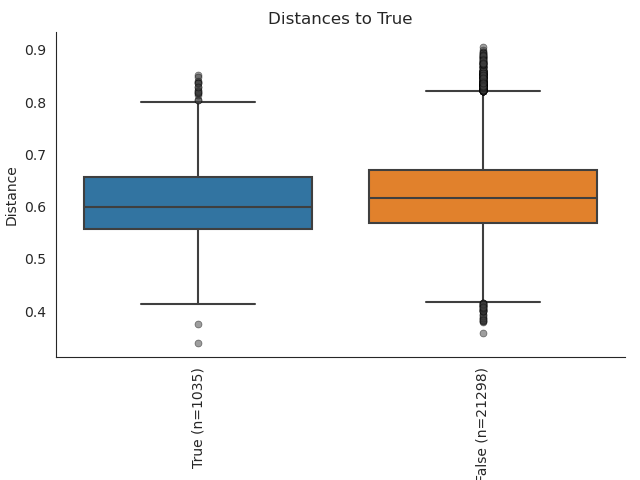 Distances to True
0.9
0.8
0.7
0.6
0.5
0.4
Distance
True (n=1035)
False (n=21298)